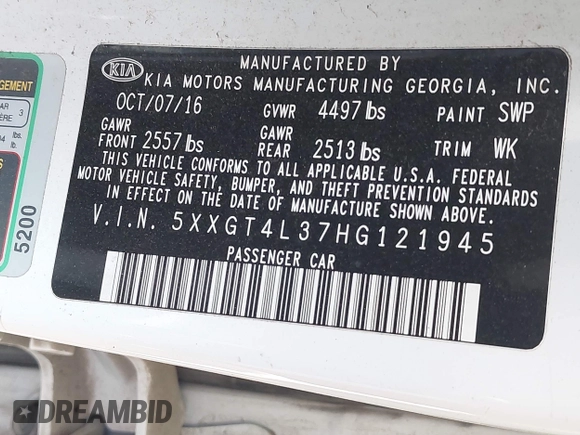 MANUFACTURED BY
KIA KIA MOTORS MANUFACTURING GEORGIA, INC.
OCT/07/16 GVWR 4497 lbs PAINT SWP
GAWR FRONT 2557 lbs GAWR REAR 2513 lbs TRIM WK
THIS VEHICLE CONFORMS TO ALL APPLICABLE U.S.A. FEDERAL
MOTOR VEHICLE SAFETY, BUMPER, AND THEFT PREVENTION STANDARDS
IN EFFECT ON THE DATE OF MANUFACTURE SHOWN ABOVE.
V.I.N. 5XXGT4L37HG121945
PASSENGER CAR
5200
DREAMBID